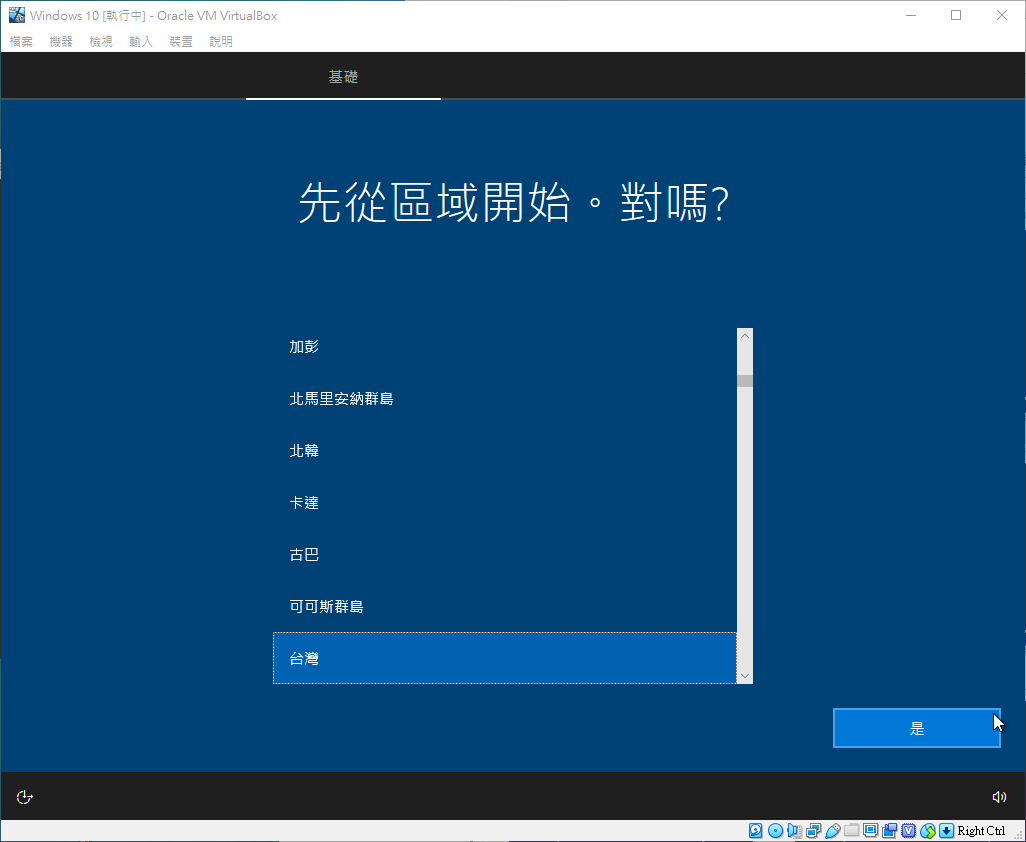 Windows 10 [執行中] - Oracle VM VirtualBox
檔案 機器 檢視 輸入 裝置 說明
基礎
先從區域開始。對嗎?
加彭
北馬里安納群島
北韓
卡達
古巴
可可斯群島
台灣
是
Right Ctrl